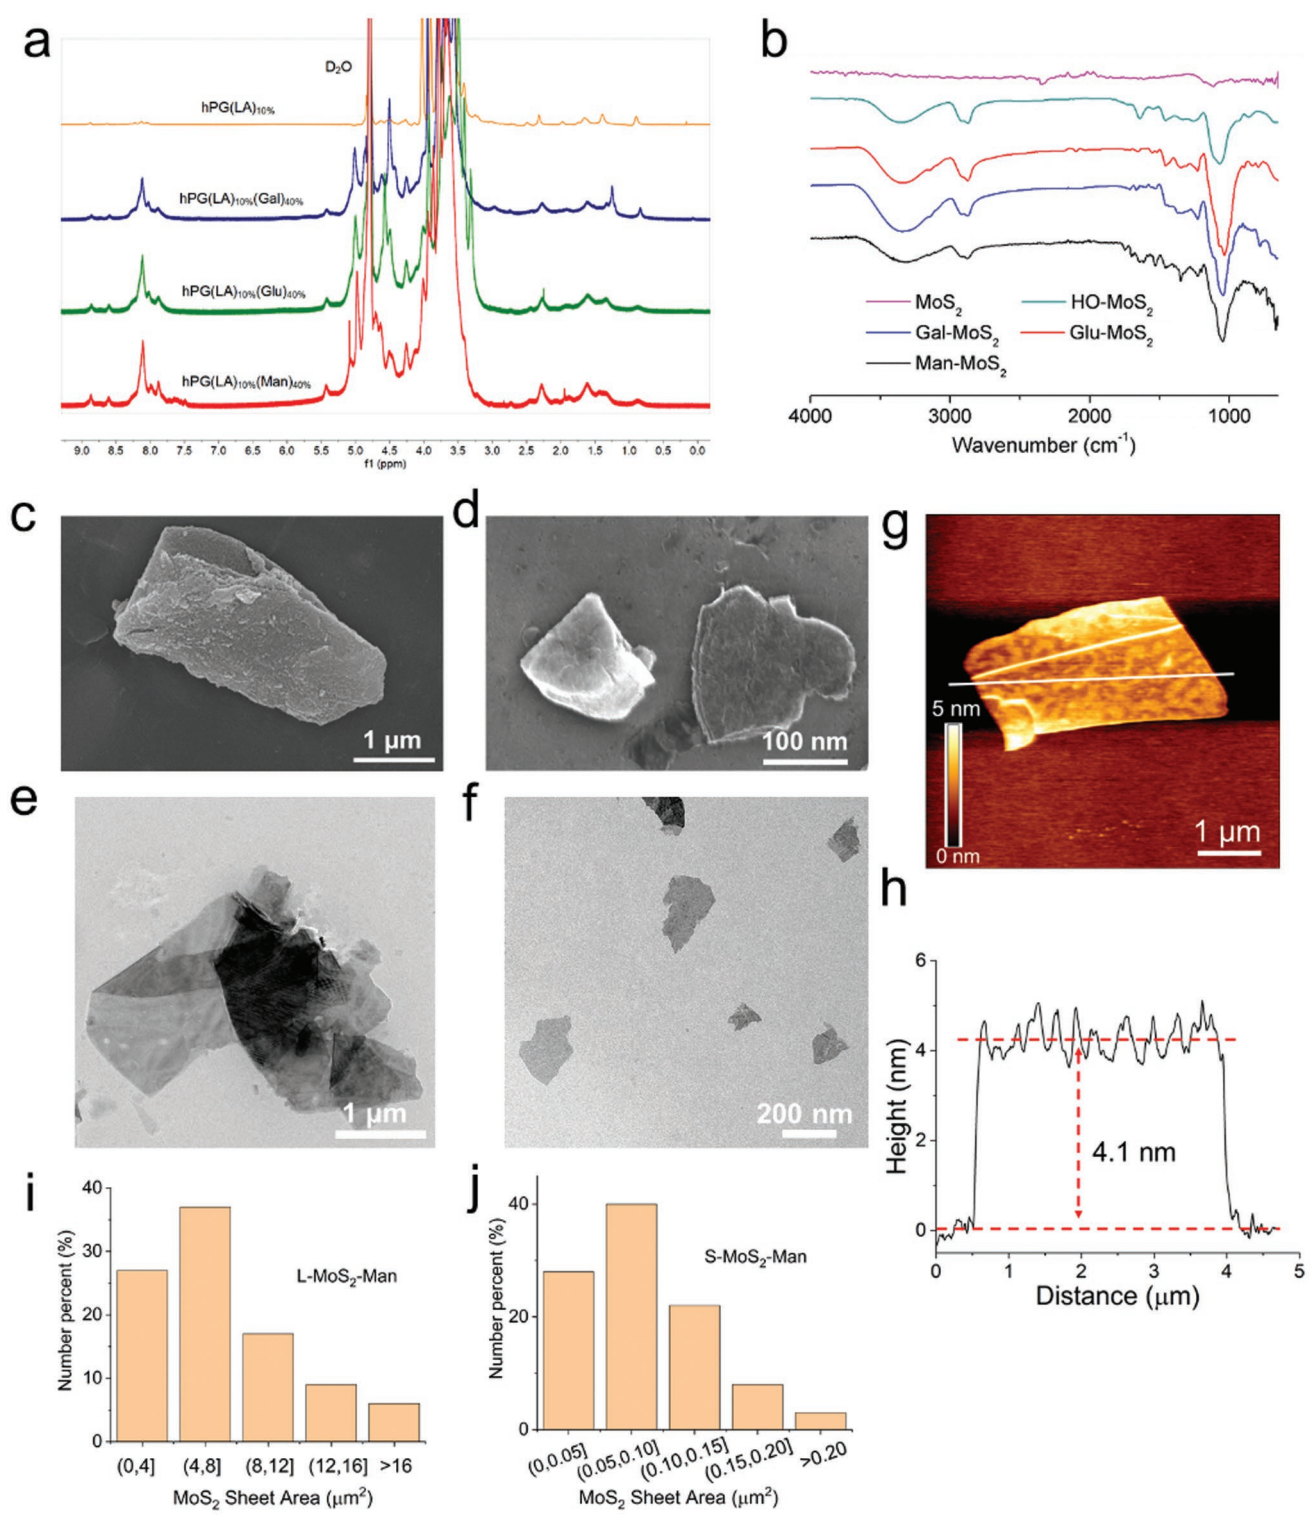 a
D₂O
hPG(LA)₁₀%
hPG(LA)₁₀%(Gal)₄₀%
hPG(LA)₁₀%(Glu)₄₀%
hPG(LA)₁₀%(Man)₄₀%
9.0 8.5 8.0 7.5 7.0 6.5 6.0 5.5 5.0 4.5 4.0 3.5 3.0 2.5 2.0 1.5 1.0 0.5 0.0
f1 (ppm)
b
MoS₂ HO-MoS₂
Gal-MoS₂ Glu-MoS₂
Man-MoS₂
4000 3000 2000 1000
Wavenumber (cm⁻¹)
c
1 μm
d
100 nm
g
5 nm
0 nm
1 μm
e
1 μm
f
200 nm
h
6
4
2
0
Height (nm)
4.1 nm
0 1 2 3 4 5
Distance (μm)
i
40
30
20
10
0
Number percent (%)
L-MoS₂-Man
(0,4] (4,8] (8,12] (12,16] >16
MoS₂ Sheet Area (μm²)
j
40
20
0
Number percent (%)
S-MoS₂-Man
(0,0.05] (0.05,0.10] (0.10,0.15] (0.15,0.20] >0.20
MoS₂ Sheet Area (μm²)